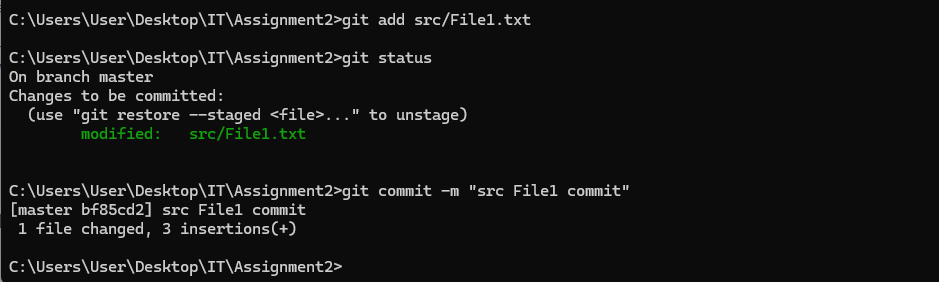 C:\Users\User\Desktop\IT\Assignment2>git add src/File1.txt
C:\Users\User\Desktop\IT\Assignment2>git status
On branch master
Changes to be committed:
  (use "git restore --staged <file>..." to unstage)
        modified:   src/File1.txt
C:\Users\User\Desktop\IT\Assignment2>git commit -m "src File1 commit"
[master bf85cd2] src File1 commit
 1 file changed, 3 insertions(+)
C:\Users\User\Desktop\IT\Assignment2>